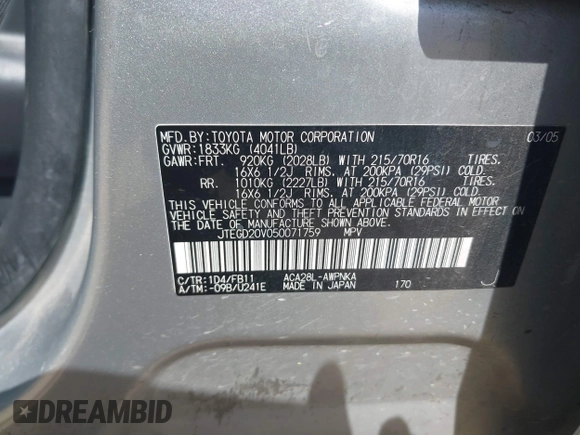 MFD.BY:TOYOTA MOTOR CORPORATION 03/05
GVWR:1833KG (4041LB)
GAWR:FRT. 920KG (2028LB) WITH 215/70R16 TIRES.
16X6 1/2J RIMS. AT 200KPA (29PSI) COLD.
RR. 1010KG (2227LB) WITH 215/70R16 TIRES.
16X6 1/2J RIMS. AT 200KPA (29PSI) COLD.
THIS VEHICLE CONFORMS TO ALL APPLICABLE FEDERAL MOTOR
VEHICLE SAFETY AND THEFT PREVENTION STANDARDS IN EFFECT ON
THE DATE OF MANUFACTURE SHOWN ABOVE.
JTEGD20V050071759 MPV
C/TR:1D4/FB11 ACA28L-AWPNKA
A/TM:-09B/U241E MADE IN JAPAN 170 J
DREAMBID